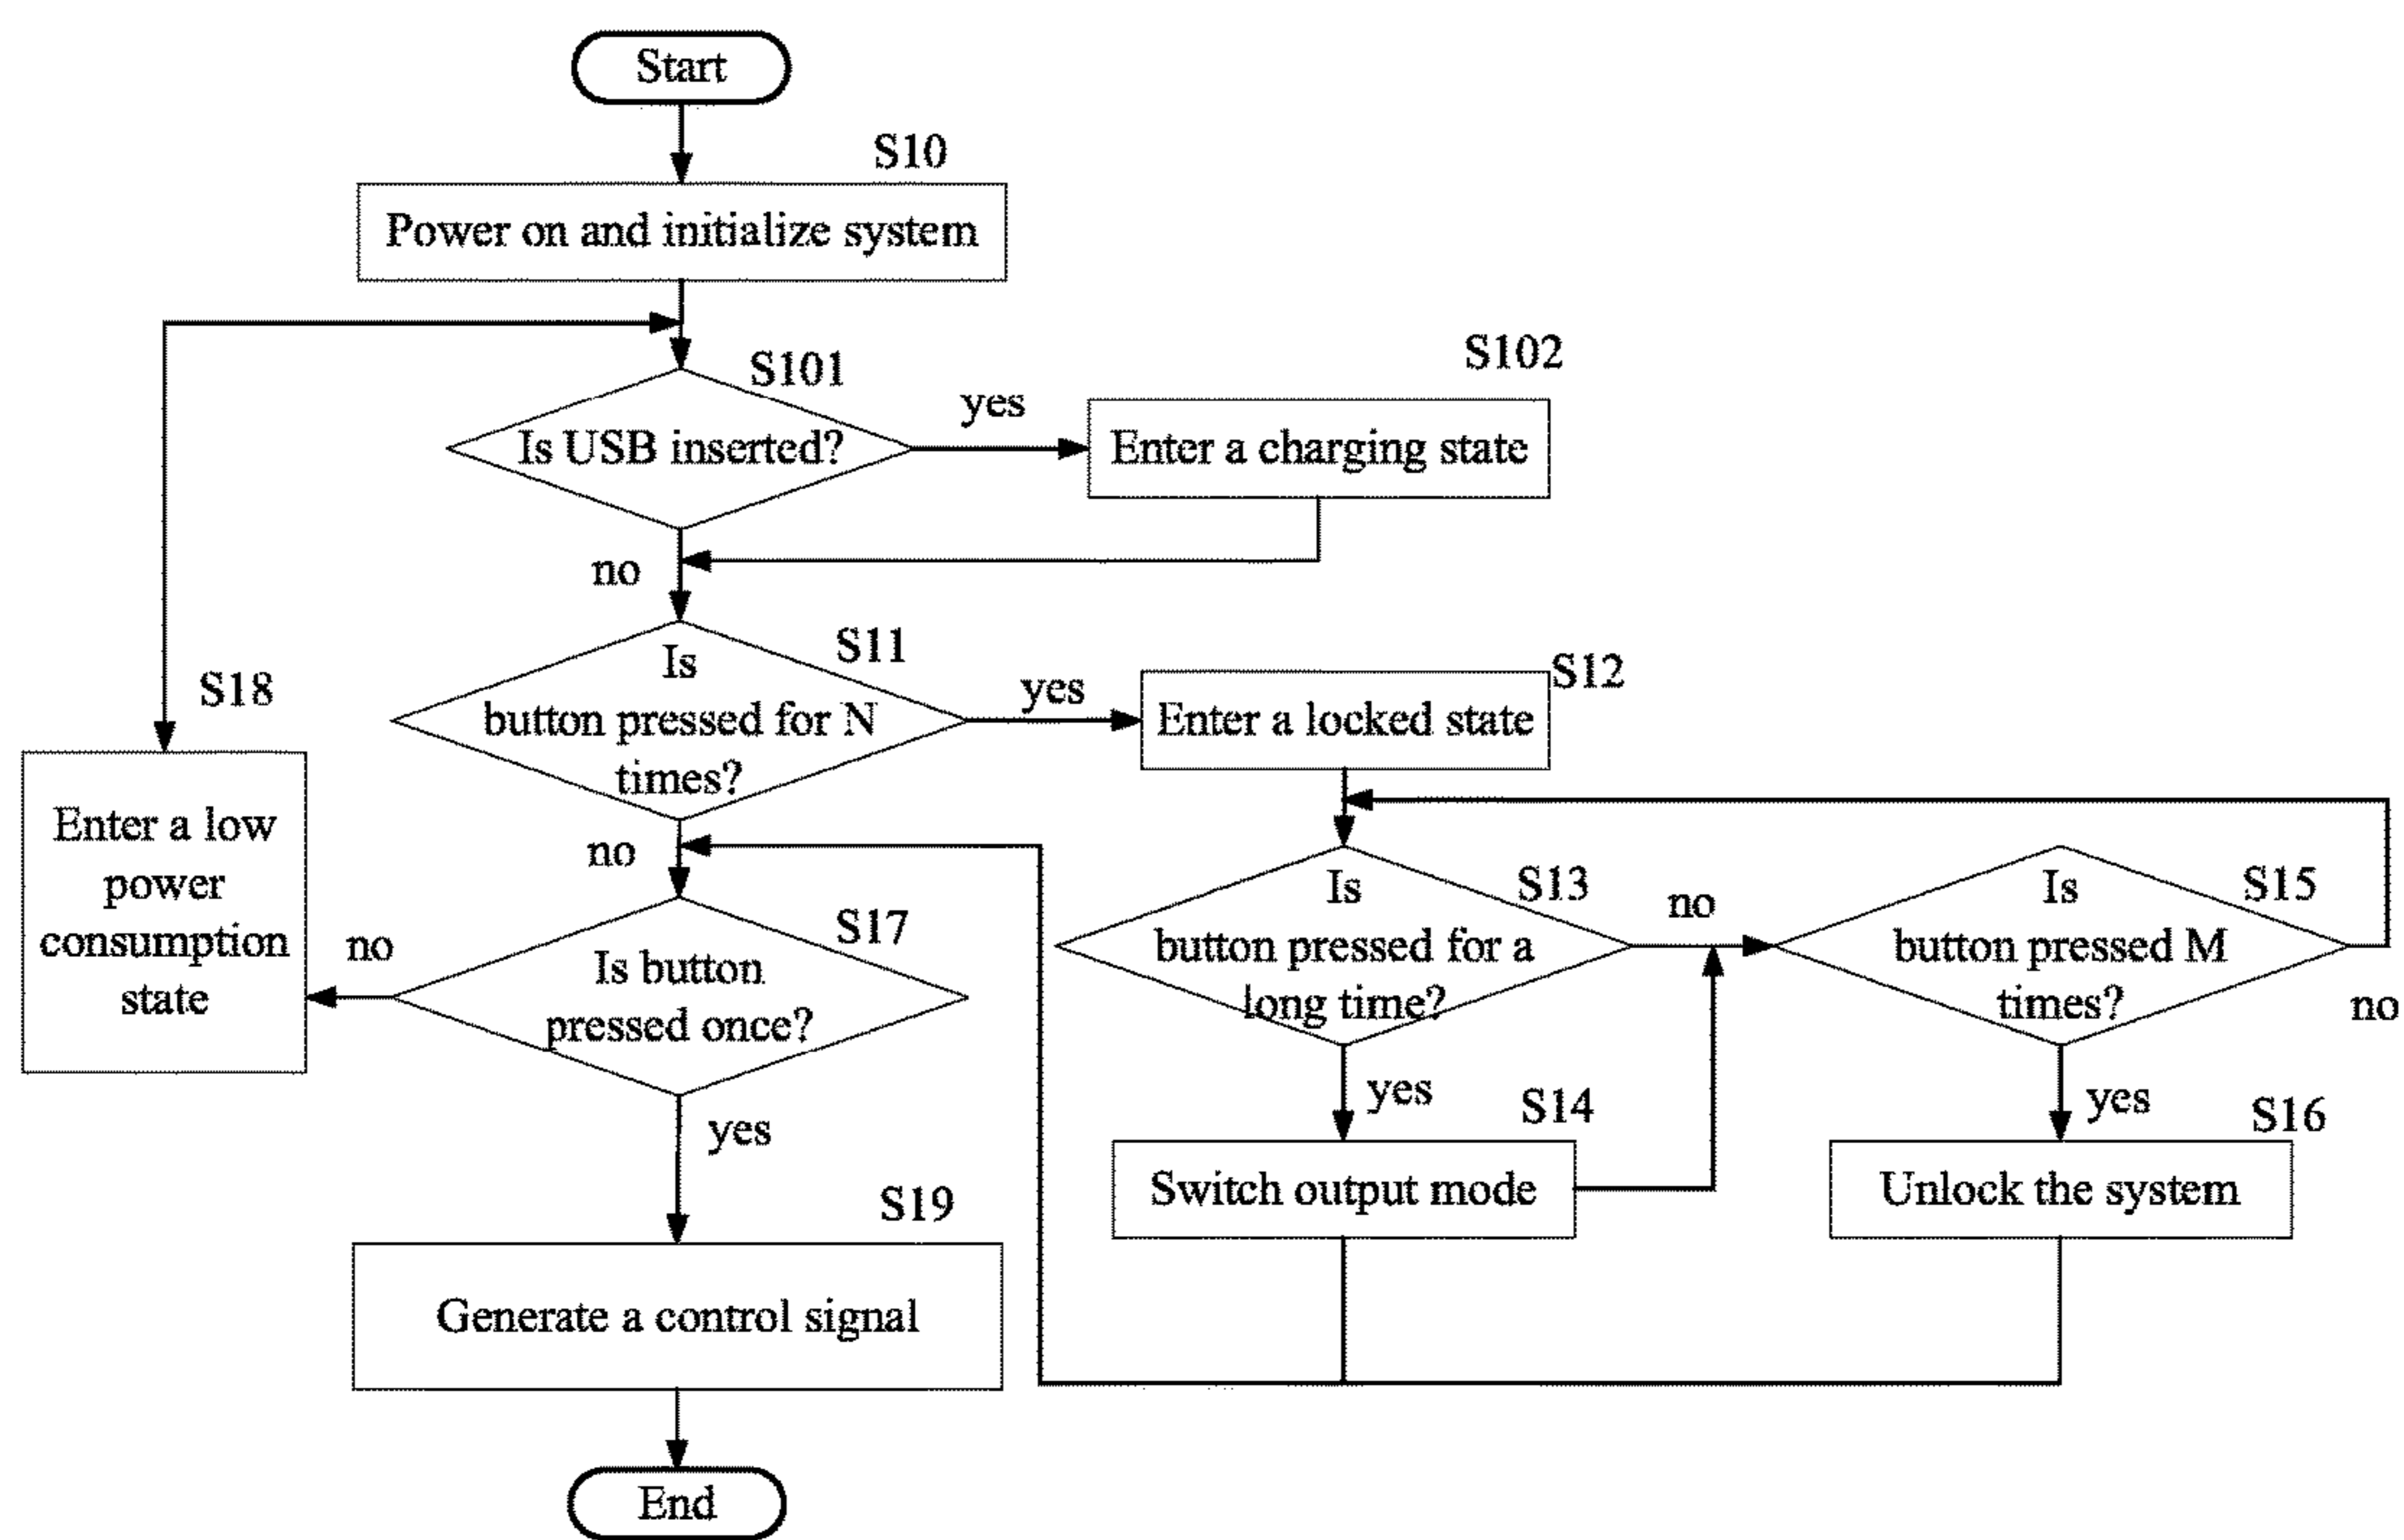 Start
S10
Power on and initialize system
S101
Is USB inserted?
yes
S102
Enter a charging state
no
S11
Is
button pressed for N
times?
yes
S12
Enter a locked state
S18
Enter a low
power
consumption
state
no
S17
Is button
pressed once?
no
yes
S13
Is
button pressed for a
long time?
no
S15
Is
button pressed M
times?
no
yes
S14
Switch output mode
yes
S16
Unlock the system
S19
Generate a control signal
End